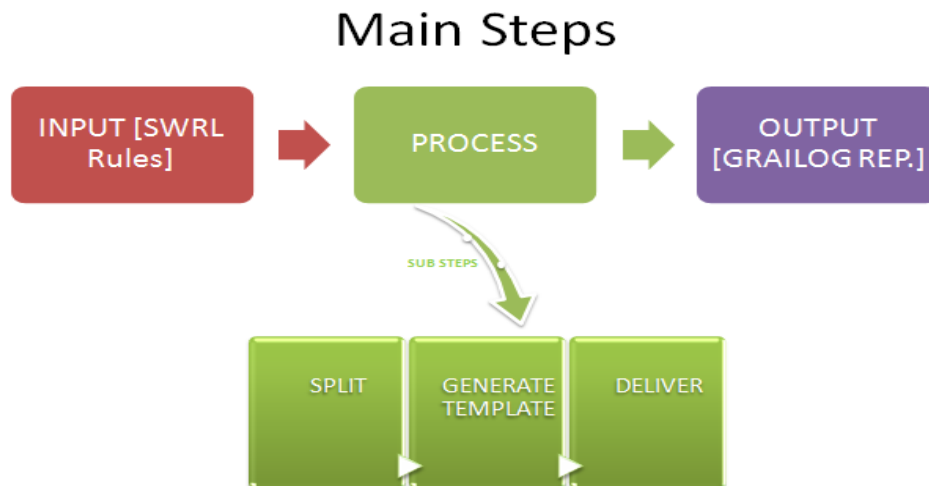 Main Steps
INPUT [SWRL
Rules]
PROCESS
OUTPUT
[GRAILOG REP.]
SUB STEPS
SPLIT
GENERATE
TEMPLATE
DELIVER